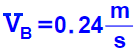 V_B = 0.24 m/s